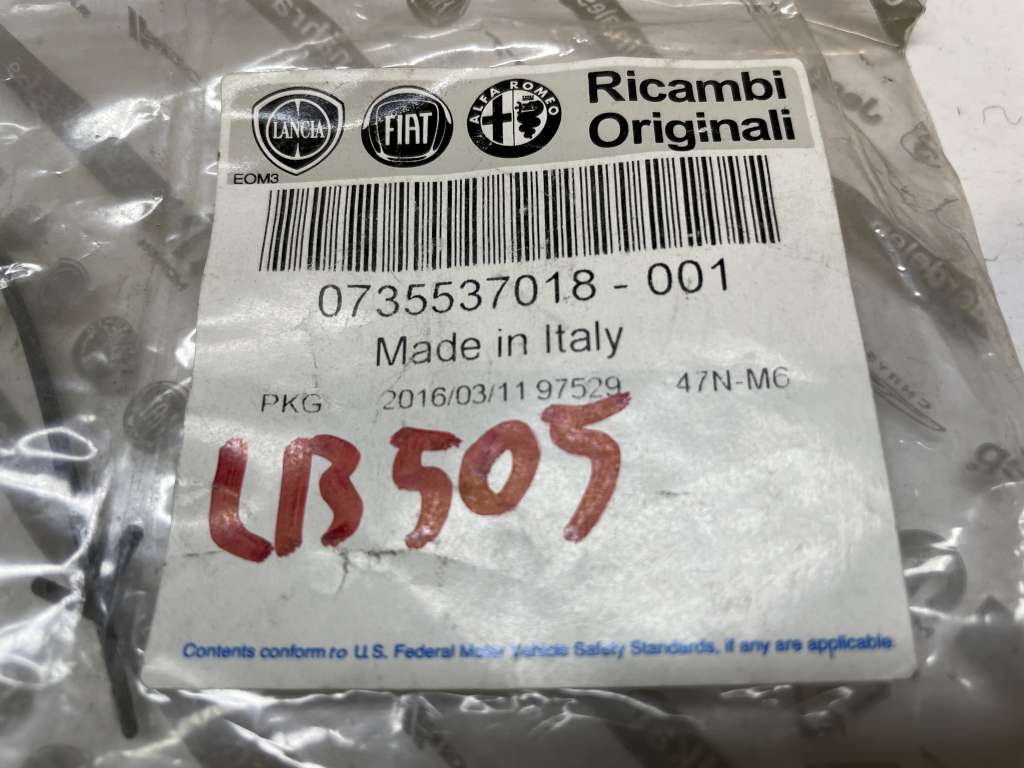 LANCIA
FIAT
ALFA ROMEO
Ricambi
Originali
EOM3
0735537018 - 001
Made in Italy
PKG 2016/03/11 97529 47N-M6
LB505
Contents conform to U.S. Federal Motor Vehicle Safety Standards, if any are applicable